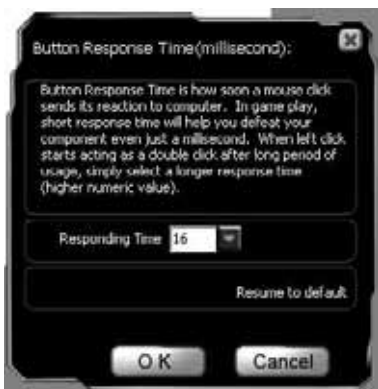 Button Response Time(millisecond):
Button Response Time is how soon a mouse click
sends its reaction to computer. In game play,
short response time will help you defeat your
component even just a millisecond. When left click
starts acting as a double click after long period of
usage, simply select a longer response time
(higher numeric value).
Responding Time 16
Resume to default
OK Cancel